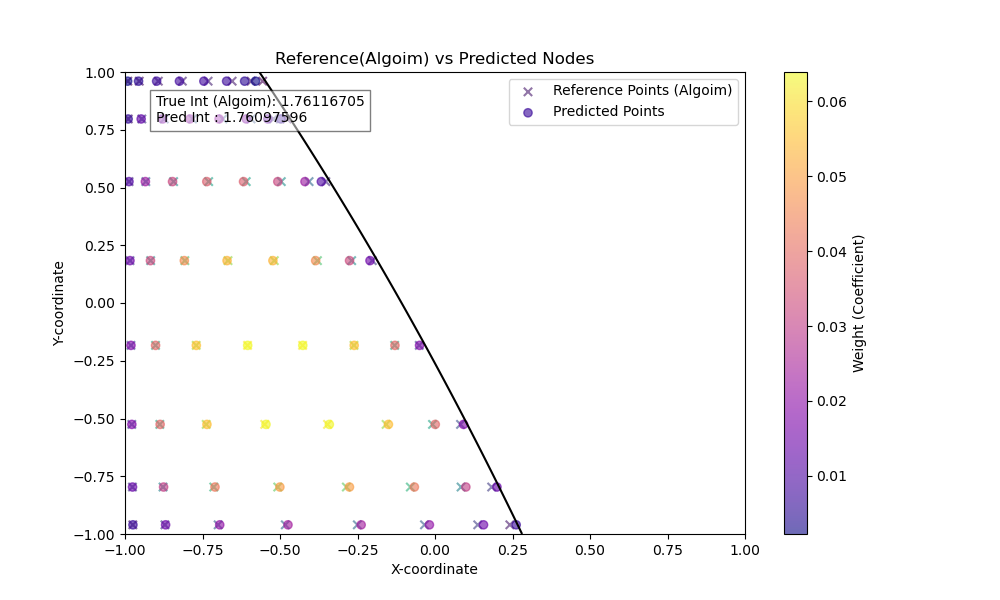 Reference(Algoim) vs Predicted Nodes
True Int (Algoim): 1.76116705
Pred Int : 1.76097596
Reference Points (Algoim)
Predicted Points
1.00
0.75
0.50
0.25
0.00
−0.25
−0.50
−0.75
−1.00
Y-coordinate
−1.00 −0.75 −0.50 −0.25 0.00 0.25 0.50 0.75 1.00
X-coordinate
0.06
0.05
0.04
0.03
0.02
0.01
Weight (Coefficient)